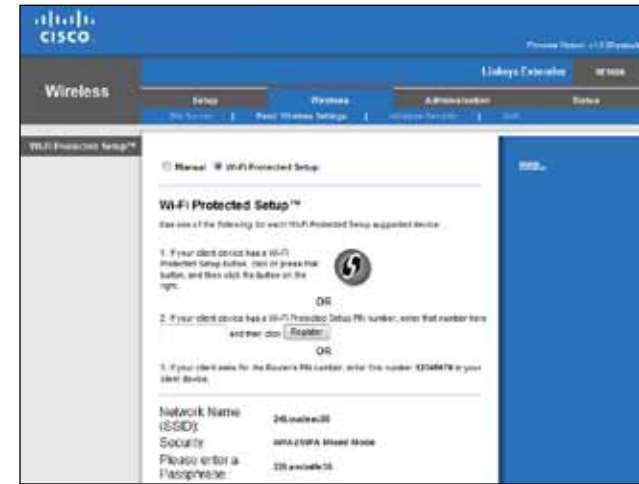 CISCO
Linksys Extender
Wireless
Setup
Wireless
Administration
Status
Basic Wireless Settings
Wi-Fi Protected Setup™
Manual
Wi-Fi Protected Setup
Wi-Fi Protected Setup™
Use one of the following for each Wi-Fi Protected Setup supported device:
1. If your client device has a Wi-Fi
Protected Setup button, click or press that
button, and then click the button on the
right.
OR
2. If your client device has a Wi-Fi Protected Setup PIN number, enter that number here
and then click
Register
OR
3. If your client asks for the Router's PIN number, enter this number 12345670 in your
client device.
Network Name
(SSID):
Security
WPA2/WPA Mixed Mode
Please enter a
Passphrase: